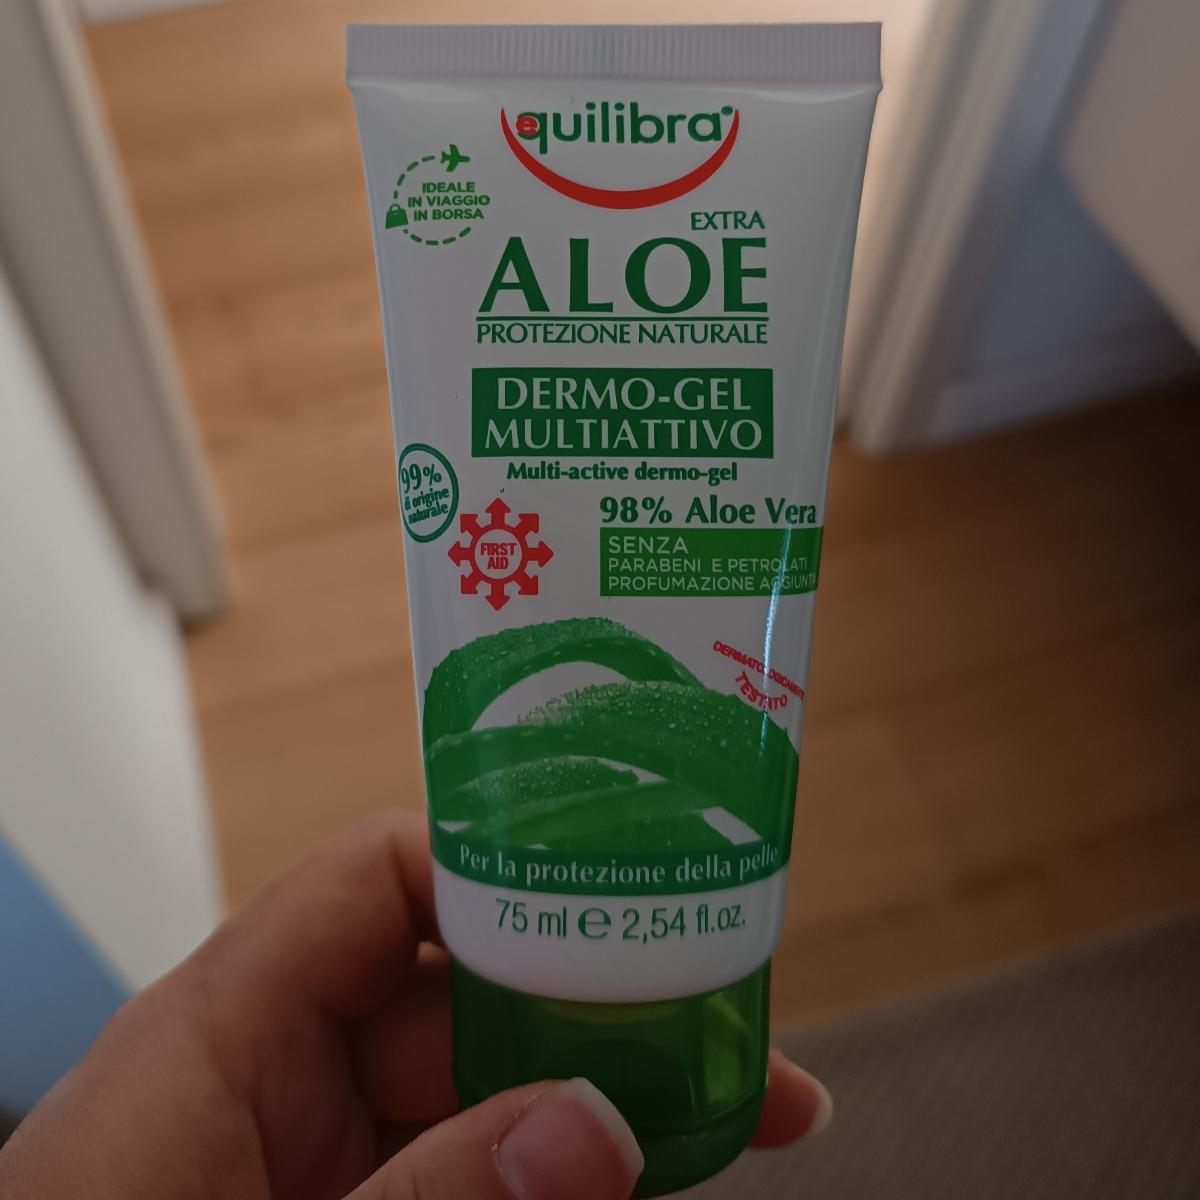 equilibra
IDEALE
IN VIAGGIO
IN BORSA
EXTRA
ALOE
PROTEZIONE NATURALE
DERMO-GEL
MULTIATTIVO
Multi-active dermo-gel
99%
di origine
naturale
98% Aloe Vera
FIRST
AID
SENZA
PARABENI E PETROLATI
PROFUMAZIONE AGGIUNTA
DERMATOLOGICAMENTE
TESTATO
Per la protezione della pelle
75 ml ℮ 2,54 fl.oz.